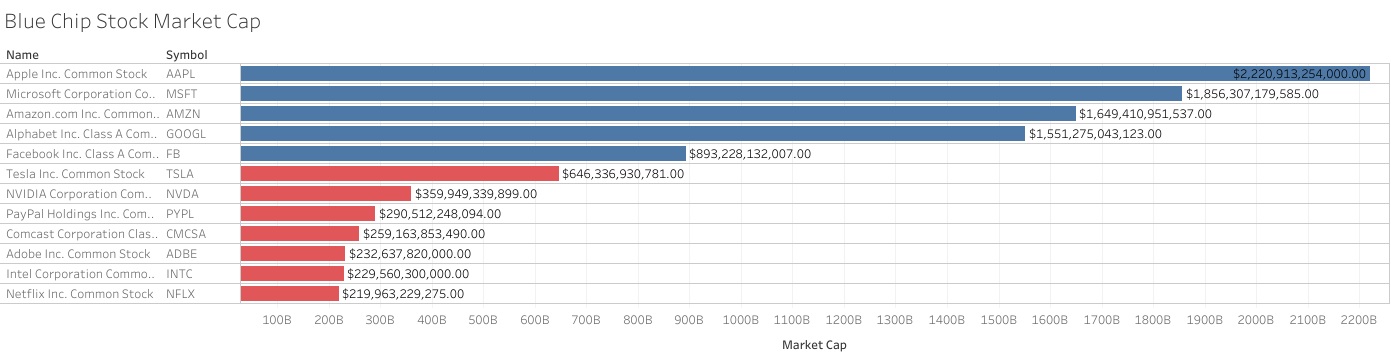 Blue Chip Stock Market Cap
Name Symbol
Apple Inc. Common Stock AAPL $2,220,913,254,000.00
Microsoft Corporation Co.. MSFT $1,856,307,179,585.00
Amazon.com Inc. Common.. AMZN $1,649,410,951,537.00
Alphabet Inc. Class A Com.. GOOGL $1,551,275,043,123.00
Facebook Inc. Class A Com.. FB $893,228,132,007.00
Tesla Inc. Common Stock TSLA $646,336,930,781.00
NVIDIA Corporation Com.. NVDA $359,949,339,899.00
PayPal Holdings Inc. Com.. PYPL $290,512,248,094.00
Comcast Corporation Clas.. CMCSA $259,163,853,490.00
Adobe Inc. Common Stock ADBE $232,637,820,000.00
Intel Corporation Commo.. INTC $229,560,300,000.00
Netflix Inc. Common Stock NFLX $219,963,229,275.00
100B 200B 300B 400B 500B 600B 700B 800B 900B 1000B 1100B 1200B 1300B 1400B 1500B 1600B 1700B 1800B 1900B 2000B 2100B 2200B
Market Cap